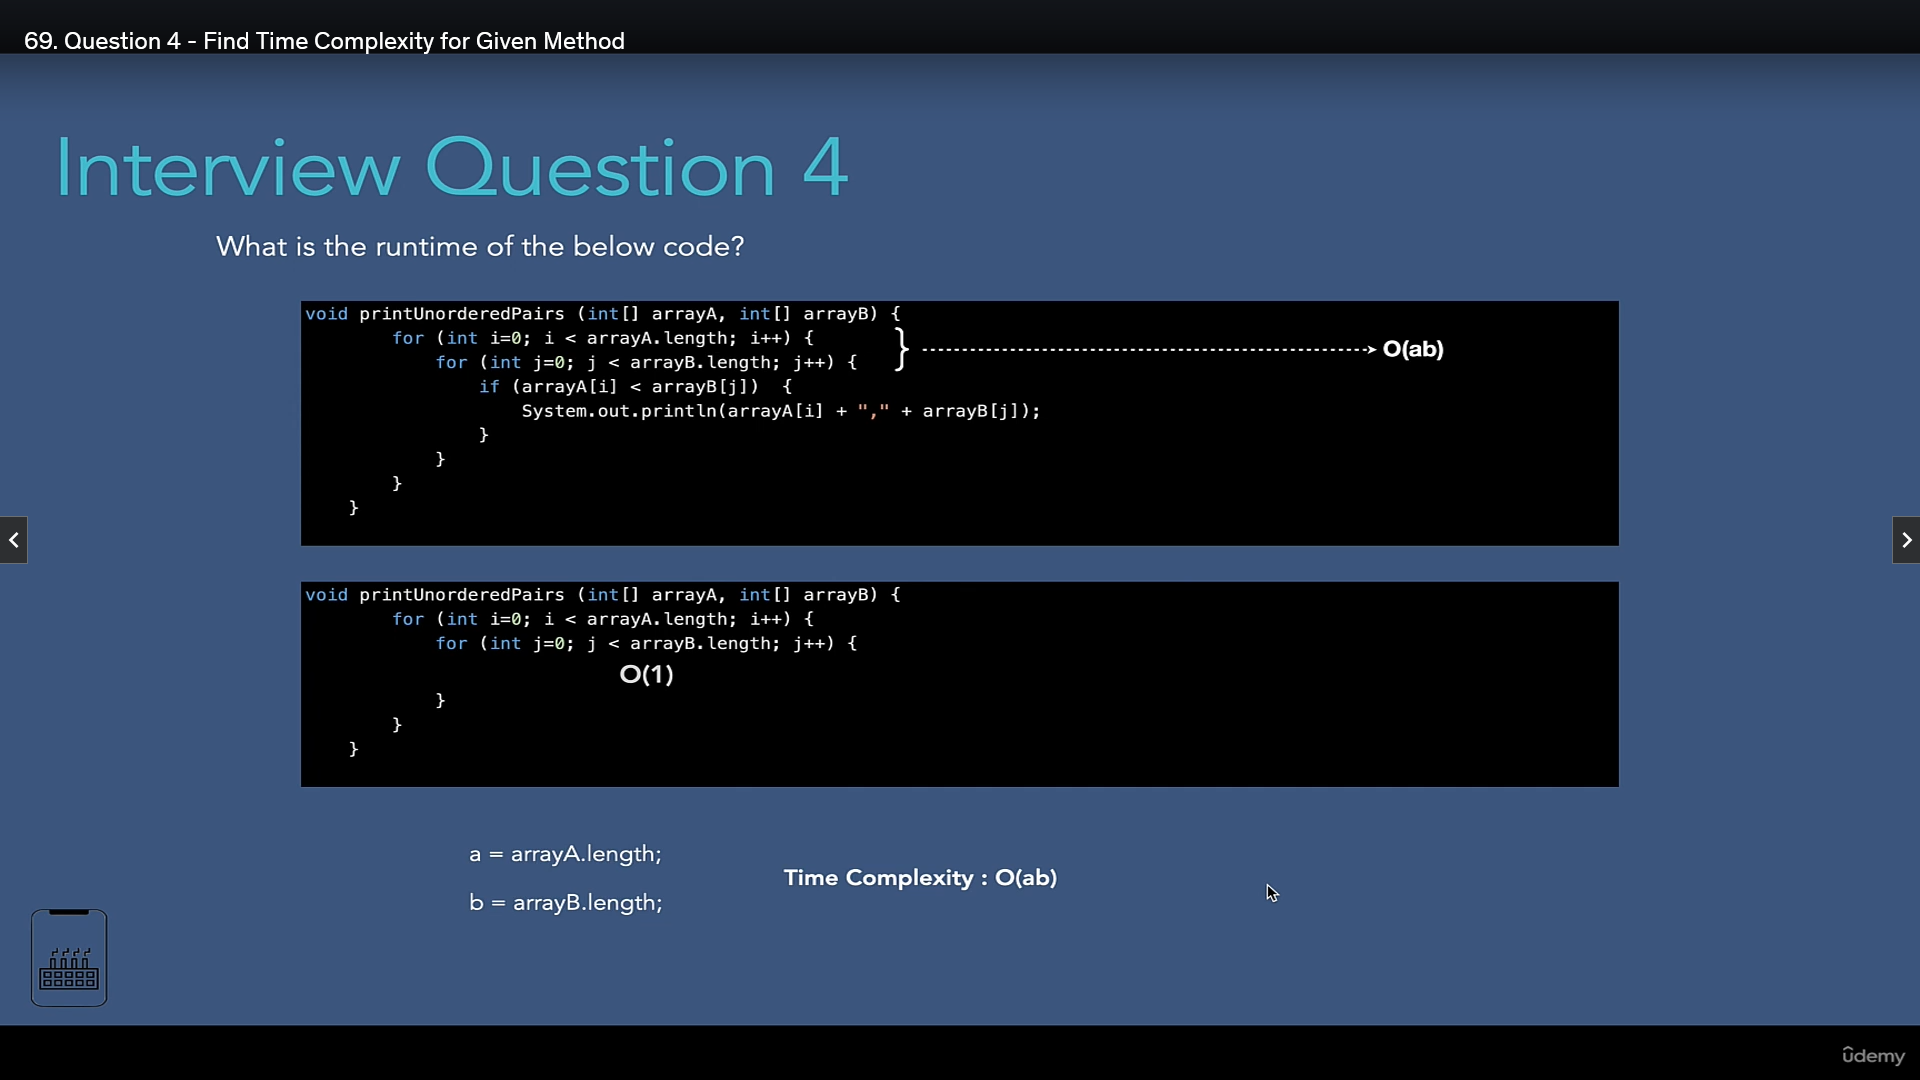 69. Question 4 - Find Time Complexity for Given Method
Interview Question 4
What is the runtime of the below code?
void printUnorderedPairs (int[] arrayA, int[] arrayB) {
for (int i=0; i < arrayA.length; i++) {
for (int j=0; j < arrayB.length; j++) {
} O(ab)
if (arrayA[i] < arrayB[j]) {
System.out.println(arrayA[i] + "," + arrayB[j]);
}
}
}
}
void printUnorderedPairs (int[] arrayA, int[] arrayB) {
for (int i=0; i < arrayA.length; i++) {
for (int j=0; j < arrayB.length; j++) {
O(1)
}
}
}
a = arrayA.length;
Time Complexity : O(ab)
b = arrayB.length;
ûdemy